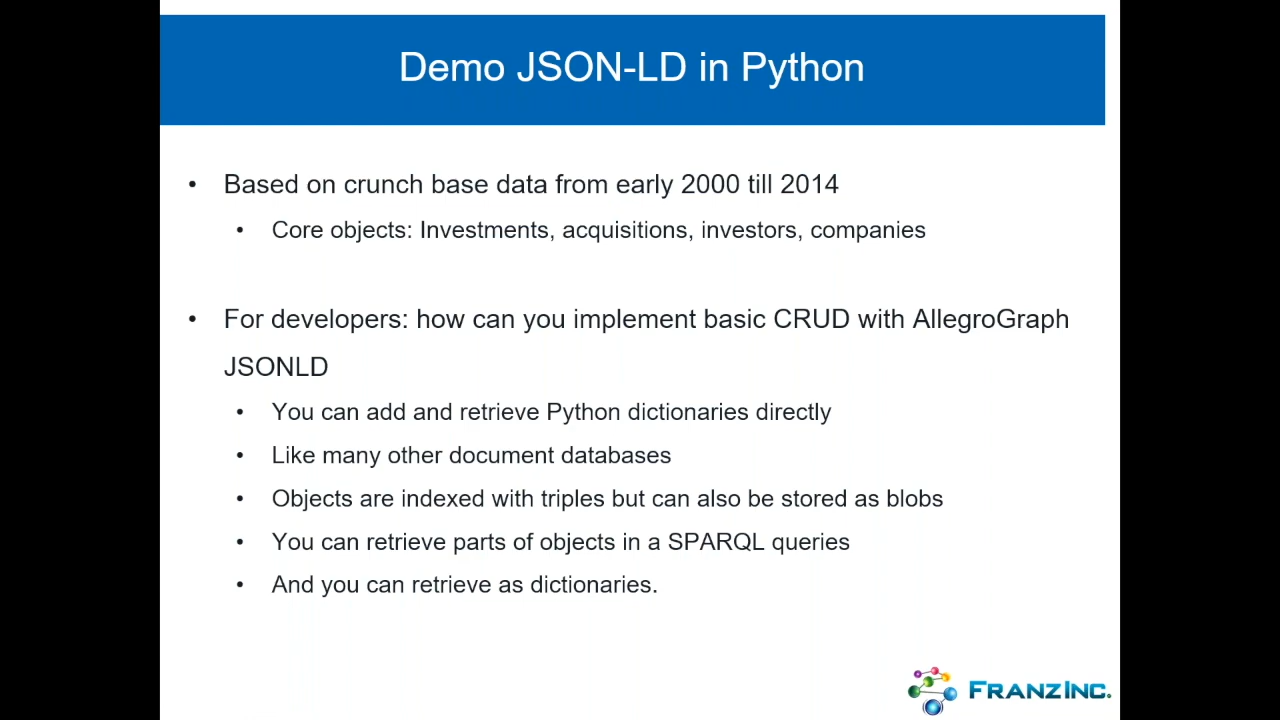 Demo JSON-LD in Python
• Based on crunch base data from early 2000 till 2014
• Core objects: Investments, acquisitions, investors, companies
• For developers: how can you implement basic CRUD with AllegroGraph
JSONLD
• You can add and retrieve Python dictionaries directly
• Like many other document databases
• Objects are indexed with triples but can also be stored as blobs
• You can retrieve parts of objects in a SPARQL queries
• And you can retrieve as dictionaries.
FRANZ INC.